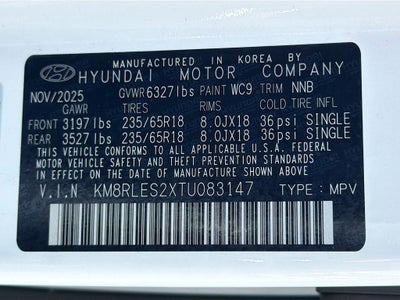 MANUFACTURED IN KOREA BY
HYUNDAI MOTOR COMPANY
NOV/2025 GVWR 6327lbs PAINT WC9 TRIM NNB
GAWR TIRES RIMS COLD TIRE INFL
FRONT 3197lbs 235/65R18 8.0JX18 36psi SINGLE
REAR 3527lbs 235/65R18 8.0JX18 36psi SINGLE
THIS VEHICLE CONFORMS TO ALL APPLICABLE U.S.A. FEDERAL
MOTOR VEHICLE SAFETY AND THEFT PREVENTION STANDARDS
IN EFFECT ON THE DATE OF MANUFACTURE SHOWN ABOVE.
V.I.N KM8RLES2XTU083147 TYPE : MPV